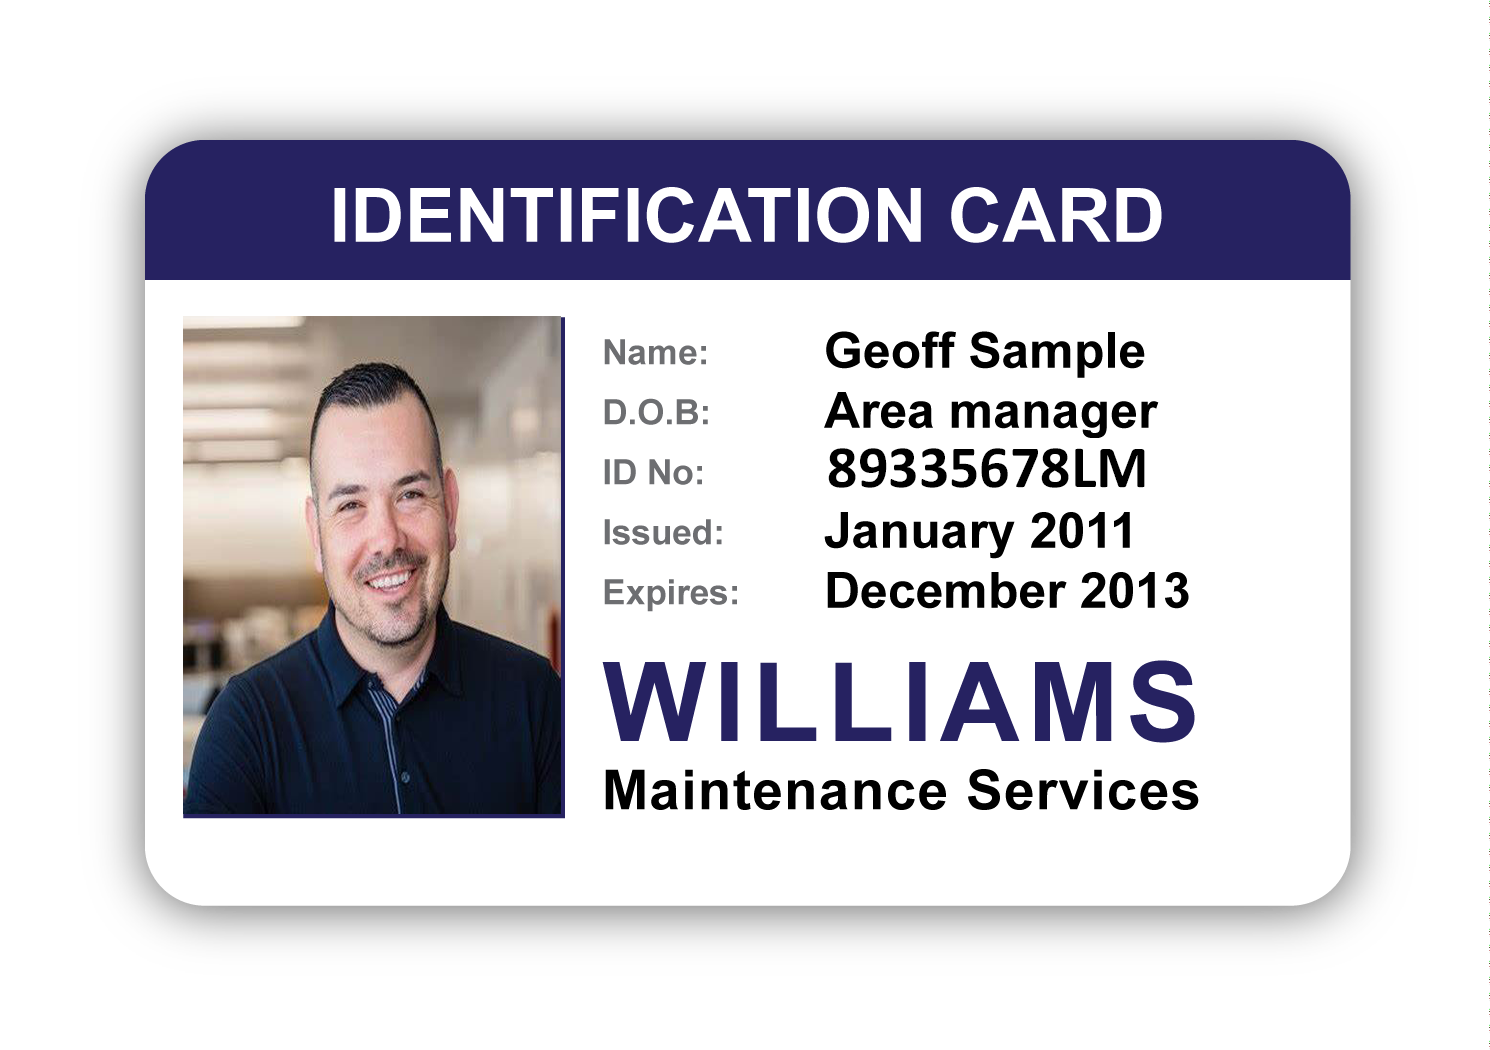 IDENTIFICATION CARD
Name: Geoff Sample
D.O.B: Area manager
ID No: 89335678LM
Issued: January 2011
Expires: December 2013
WILLIAMS
Maintenance Services